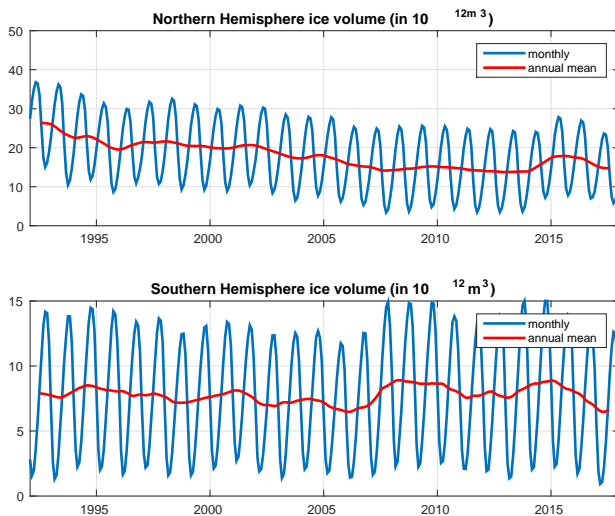 Northern Hemisphere ice volume (in 10 12m 3)
50
40
30
20
10
0
monthly
annual mean
1995 2000 2005 2010 2015
Southern Hemisphere ice volume (in 10 12 m3)
15
10
5
0
monthly
annual mean
1995 2000 2005 2010 2015